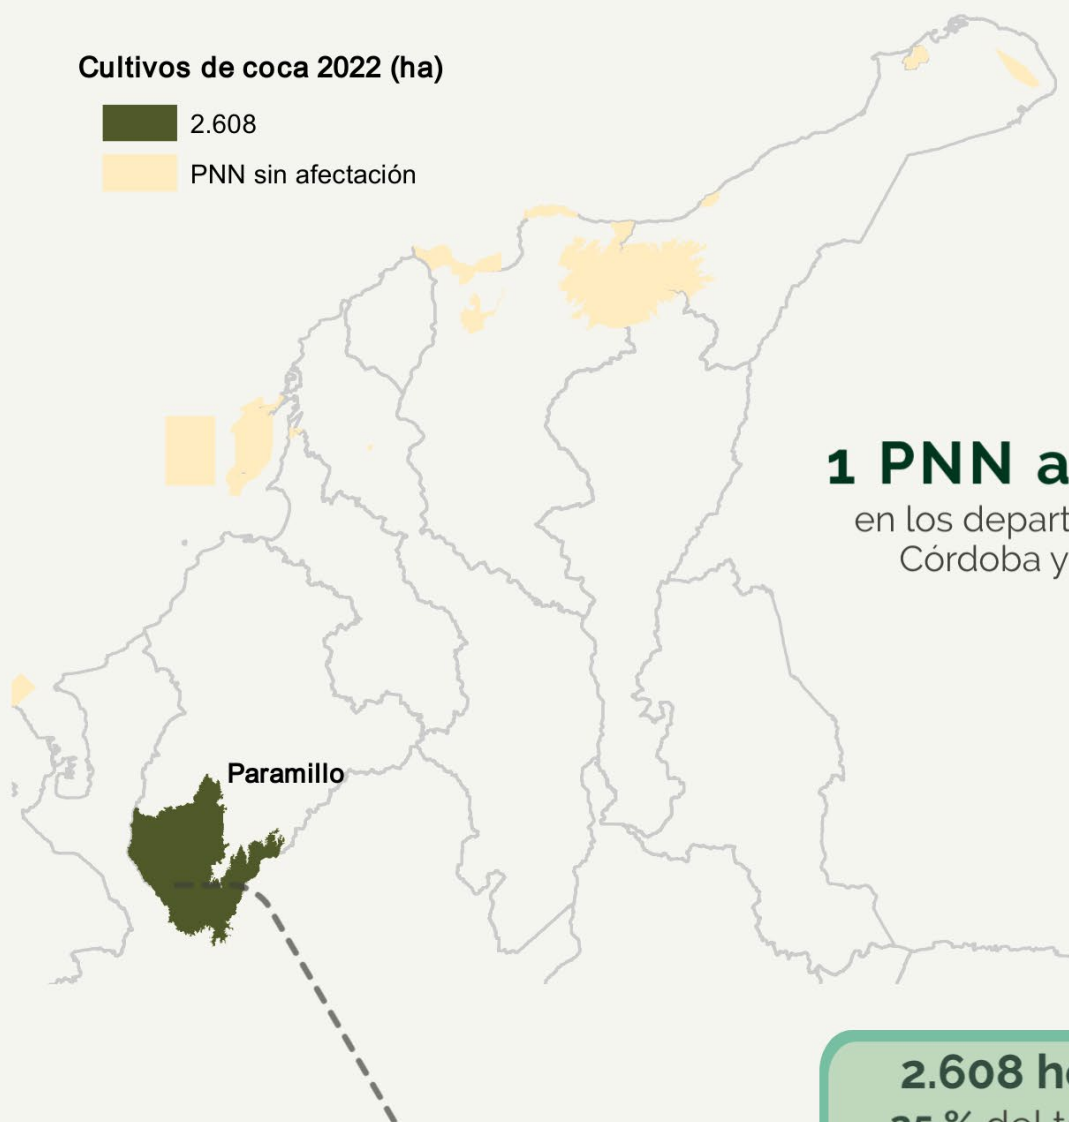 Cultivos de coca 2022 (ha)
2.608
PNN sin afectación
1 PNN a
en los depart
Córdoba y
Paramillo
2.608 h